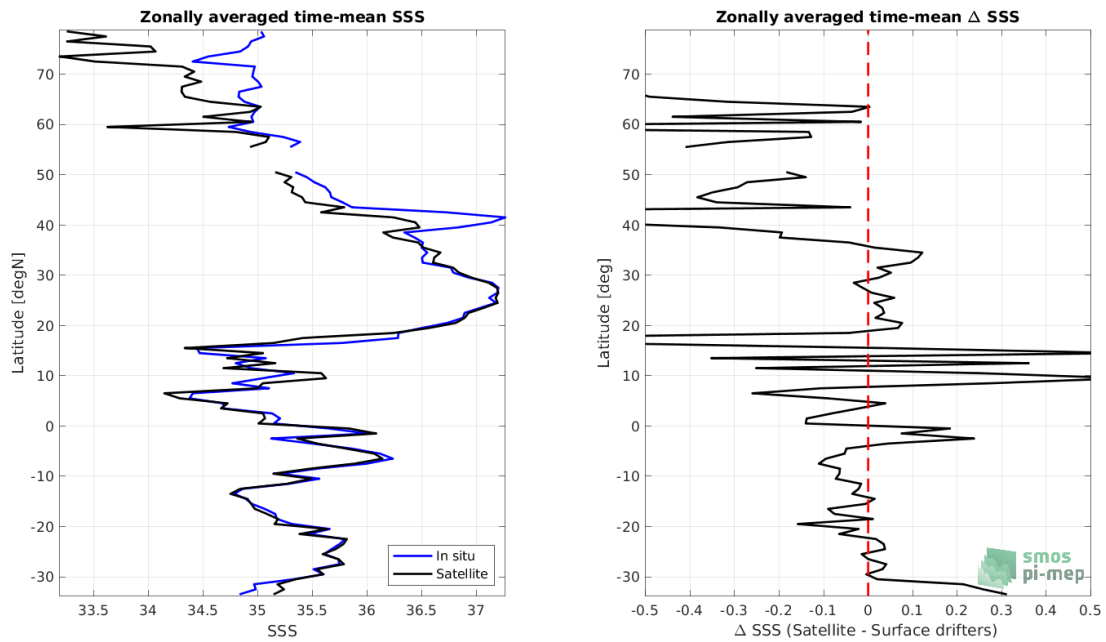 Zonally averaged time-mean SSS
Latitude [degN]
70
60
50
40
30
20
10
0
-10
-20
-30
33.5 34 34.5 35 35.5 36 36.5 37
SSS
In situ
Satellite
Zonally averaged time-mean Δ SSS
Latitude [deg]
70
60
50
40
30
20
10
0
-10
-20
-30
-0.5 -0.4 -0.3 -0.2 -0.1 0 0.1 0.2 0.3 0.4 0.5
Δ SSS (Satellite - Surface drifters)
smos
pi-mep